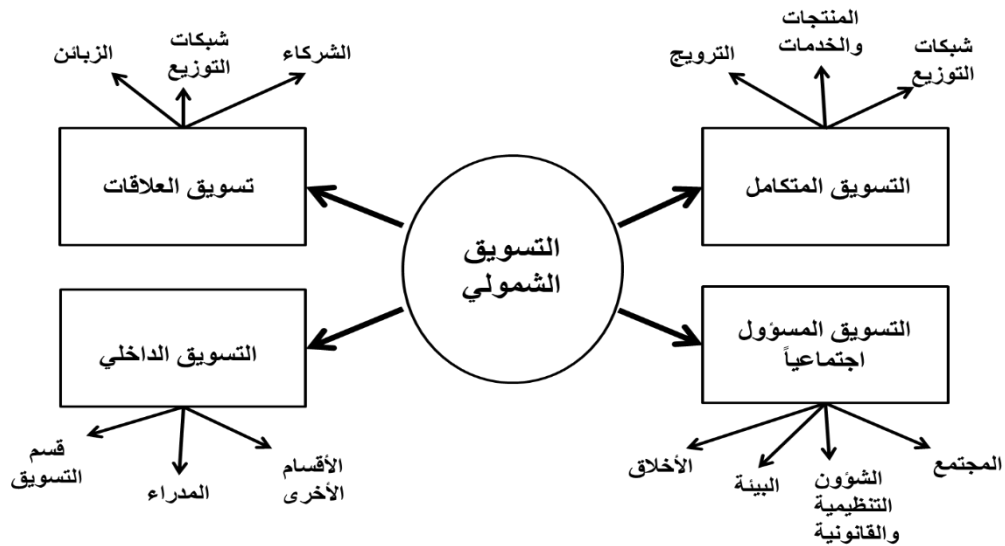 المنتجات
والخدمات
شبكات
التوزيع
الترويج
الشركاء
شبكات
التوزيع
الزبائن
التسويق المتكامل
تسويق العلاقات
التسويق
الشمولي
التسويق المسؤول
اجتماعياً
التسويق الداخلي
المجتمع
الشؤون
التنظيمية
والقانونية
البيئة
الأخلاق
الأقسام
الأخرى
المدراء
قسم
التسويق